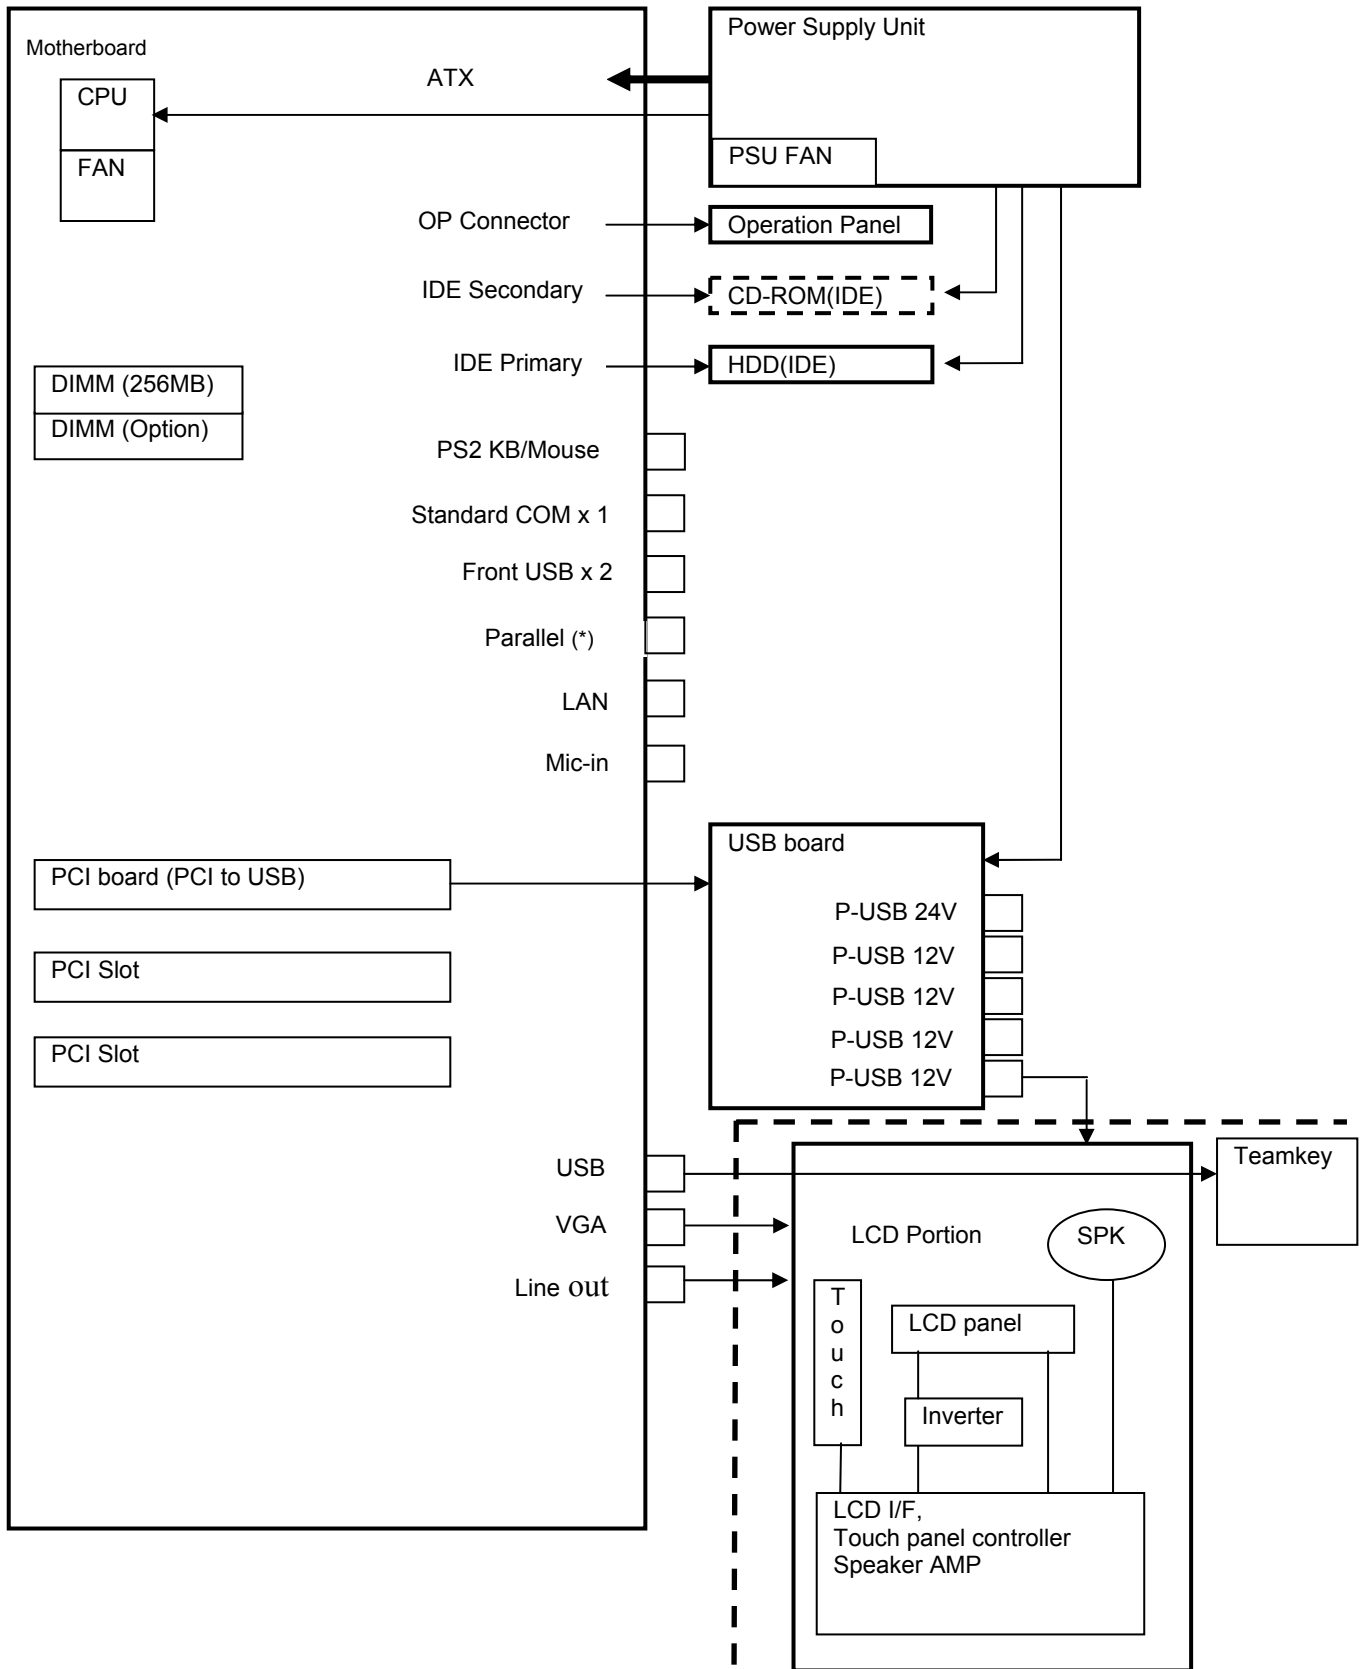 Power Supply Unit
Motherboard
ATX
CPU
PSU FAN
FAN
OP Connector
Operation Panel
IDE Secondary
CD-ROM(IDE)
IDE Primary
HDD(IDE)
DIMM (256MB)
DIMM (Option)
PS2 KB/Mouse
Standard COM x 1
Front USB x 2
Parallel (*)
LAN
Mic-in
USB board
PCI board (PCI to USB)
P-USB 24V
P-USB 12V
PCI Slot
P-USB 12V
P-USB 12V
PCI Slot
P-USB 12V
USB
Teamkey
VGA
LCD Portion
SPK
Line out
Touch
LCD panel
Inverter
LCD I/F,
Touch panel controller
Speaker AMP